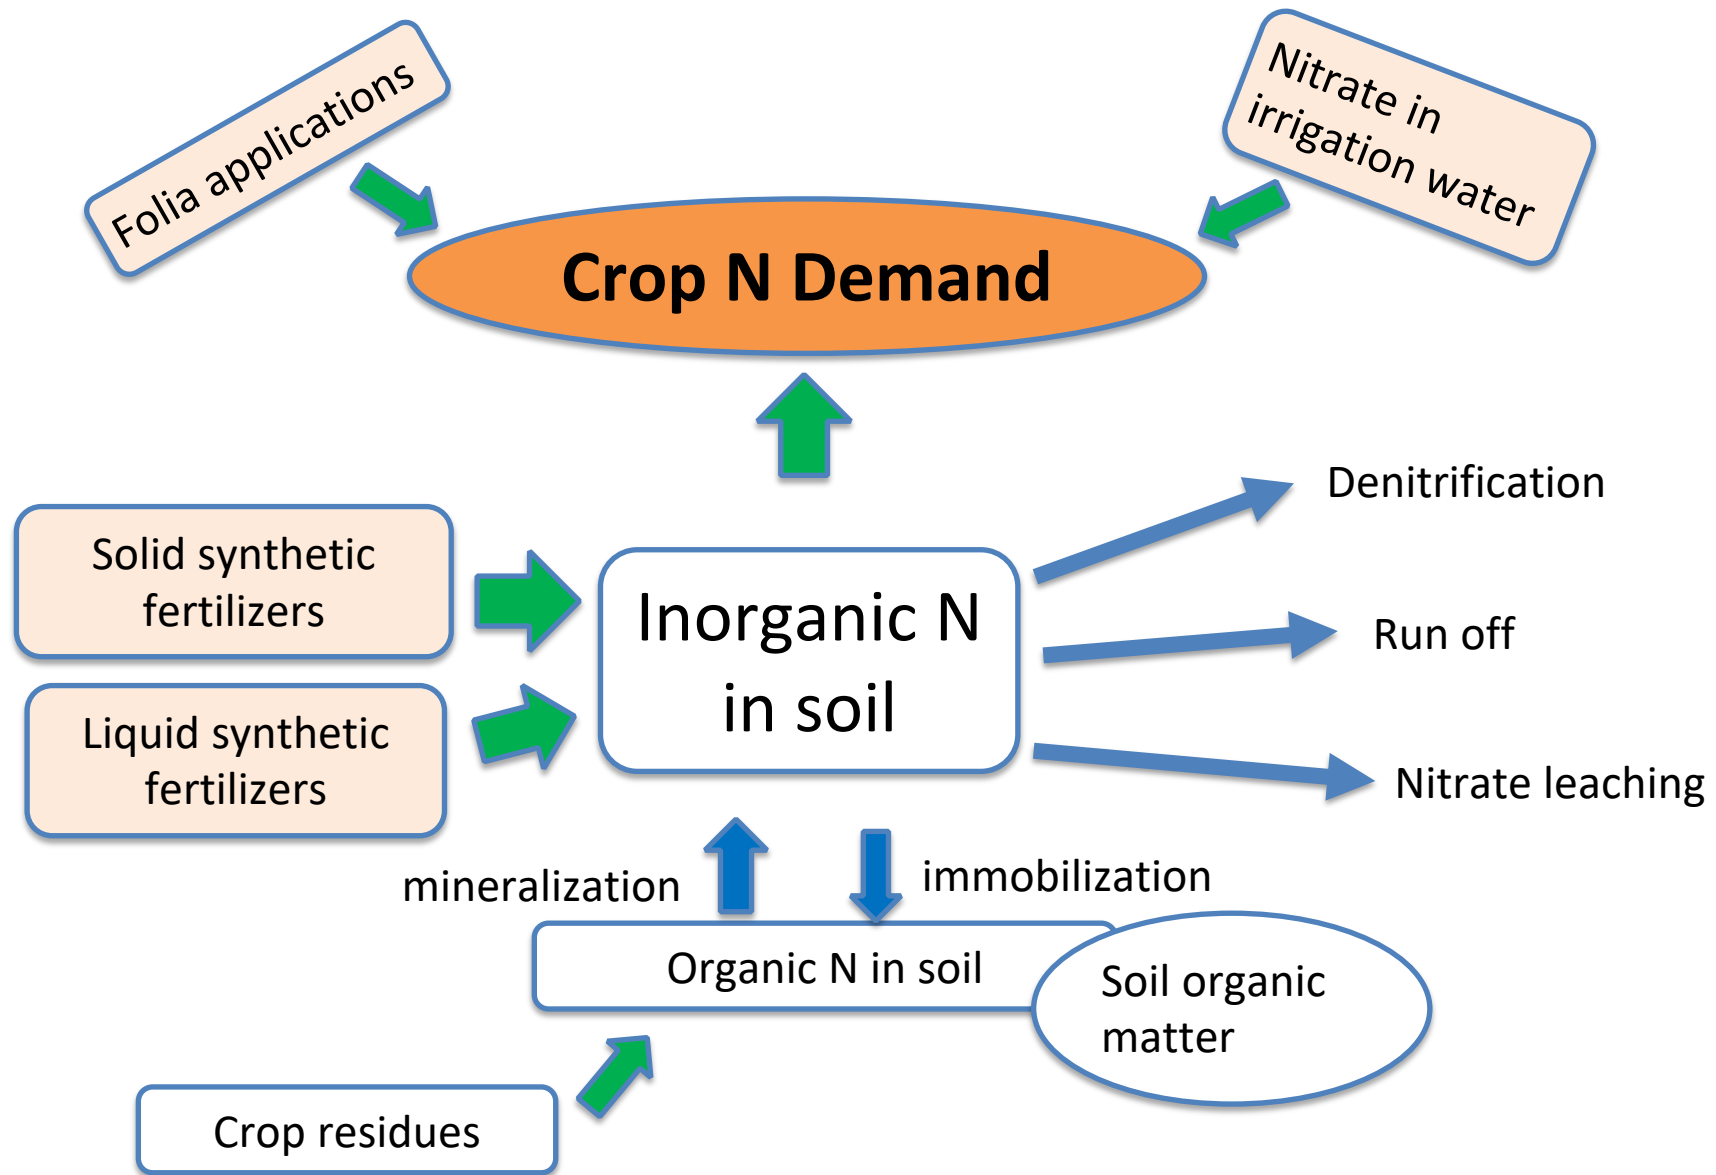 Folia applications
Nitrate in
irrigation water
Crop N Demand
Denitrification
Solid synthetic
fertilizers
Inorganic N
in soil
Run off
Liquid synthetic
fertilizers
Nitrate leaching
mineralization
immobilization
Organic N in soil
Soil organic
matter
Crop residues